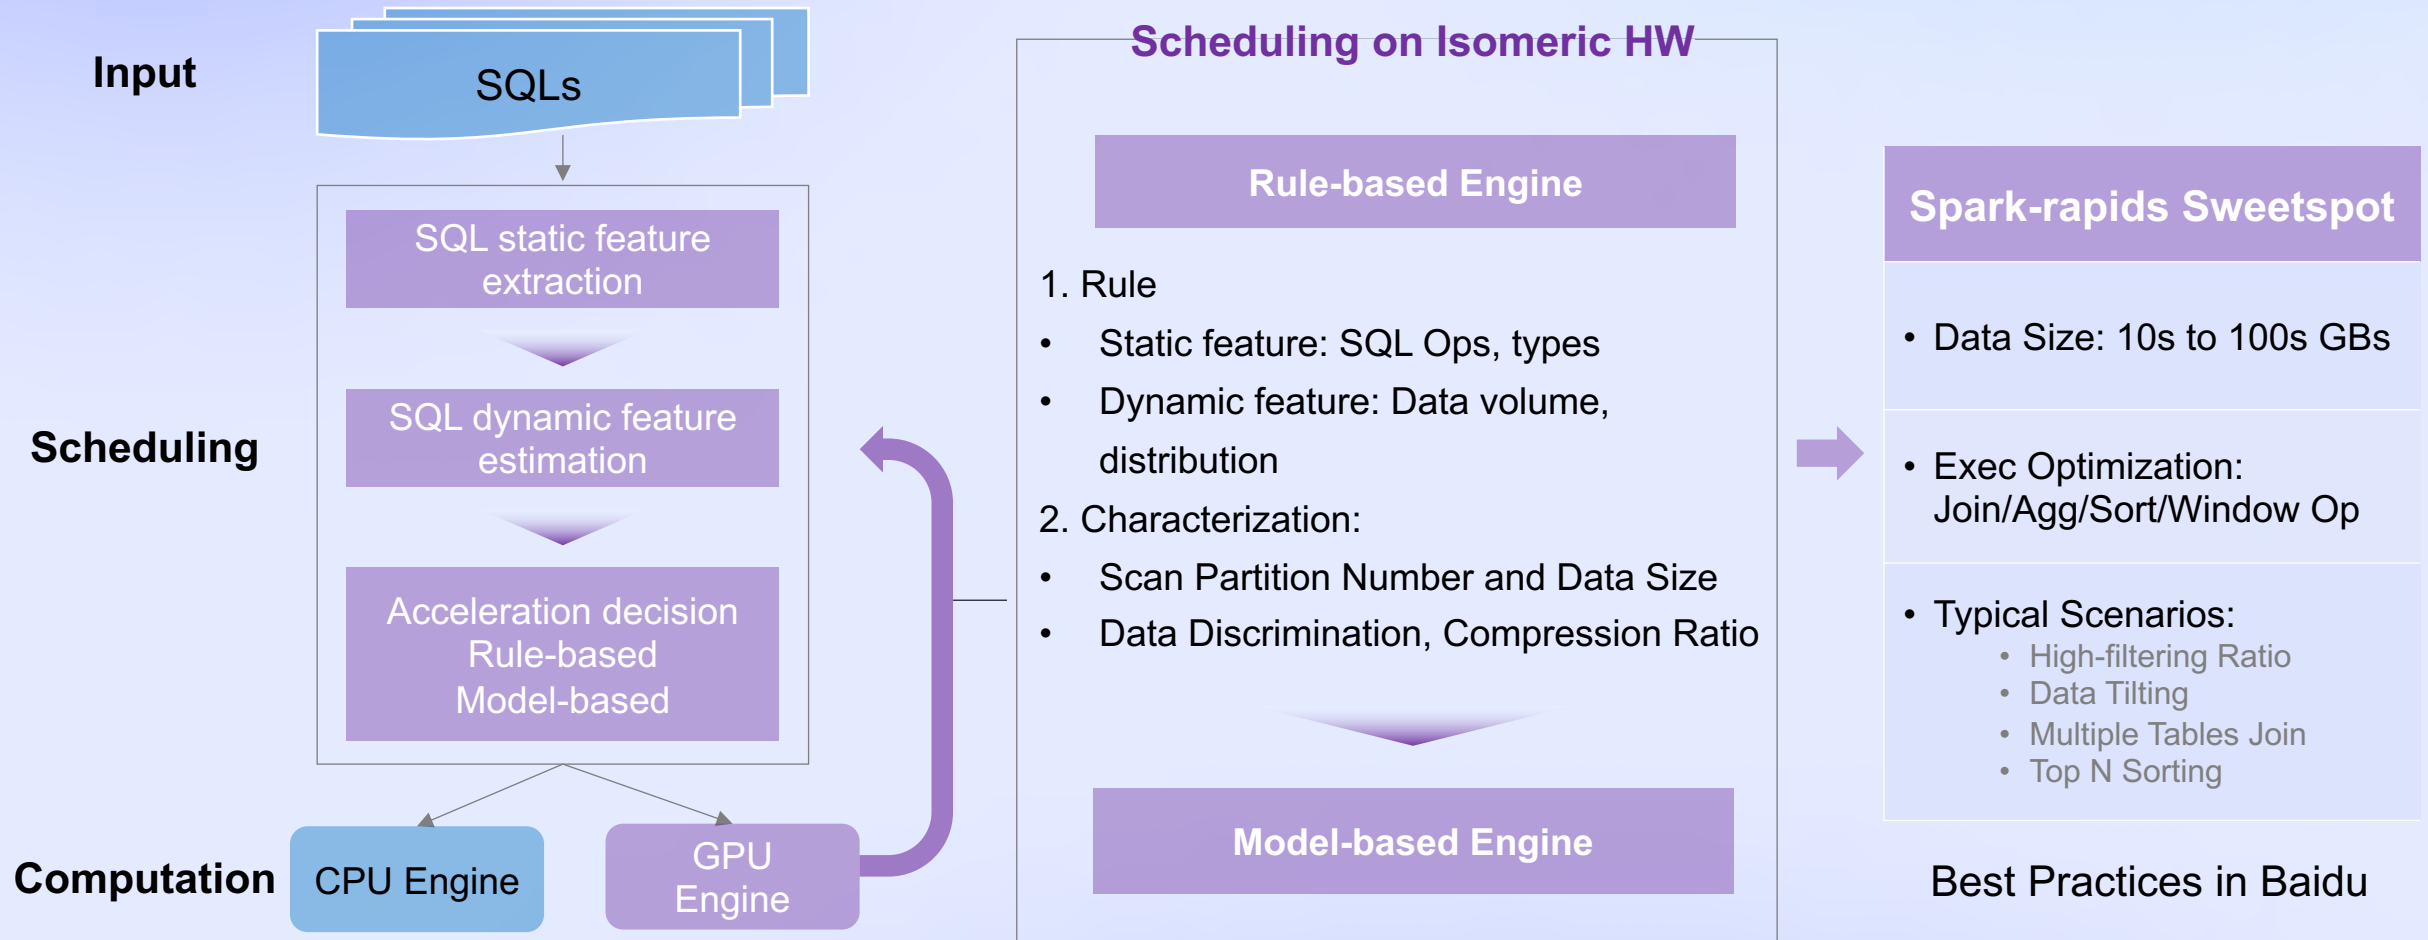 Input
SQLs
Scheduling
SQL static feature
extraction
SQL dynamic feature
estimation
Acceleration decision
Rule-based
Model-based
Computation
CPU Engine
GPU
Engine
Scheduling on Isomeric HW
Rule-based Engine
1. Rule
• Static feature: SQL Ops, types
• Dynamic feature: Data volume,
distribution
2. Characterization:
• Scan Partition Number and Data Size
• Data Discrimination, Compression Ratio
Model-based Engine
Spark-rapids Sweetspot
• Data Size: 10s to 100s GBs
• Exec Optimization:
Join/Agg/Sort/Window Op
• Typical Scenarios:
• High-filtering Ratio
• Data Tilting
• Multiple Tables Join
• Top N Sorting
Best Practices in Baidu